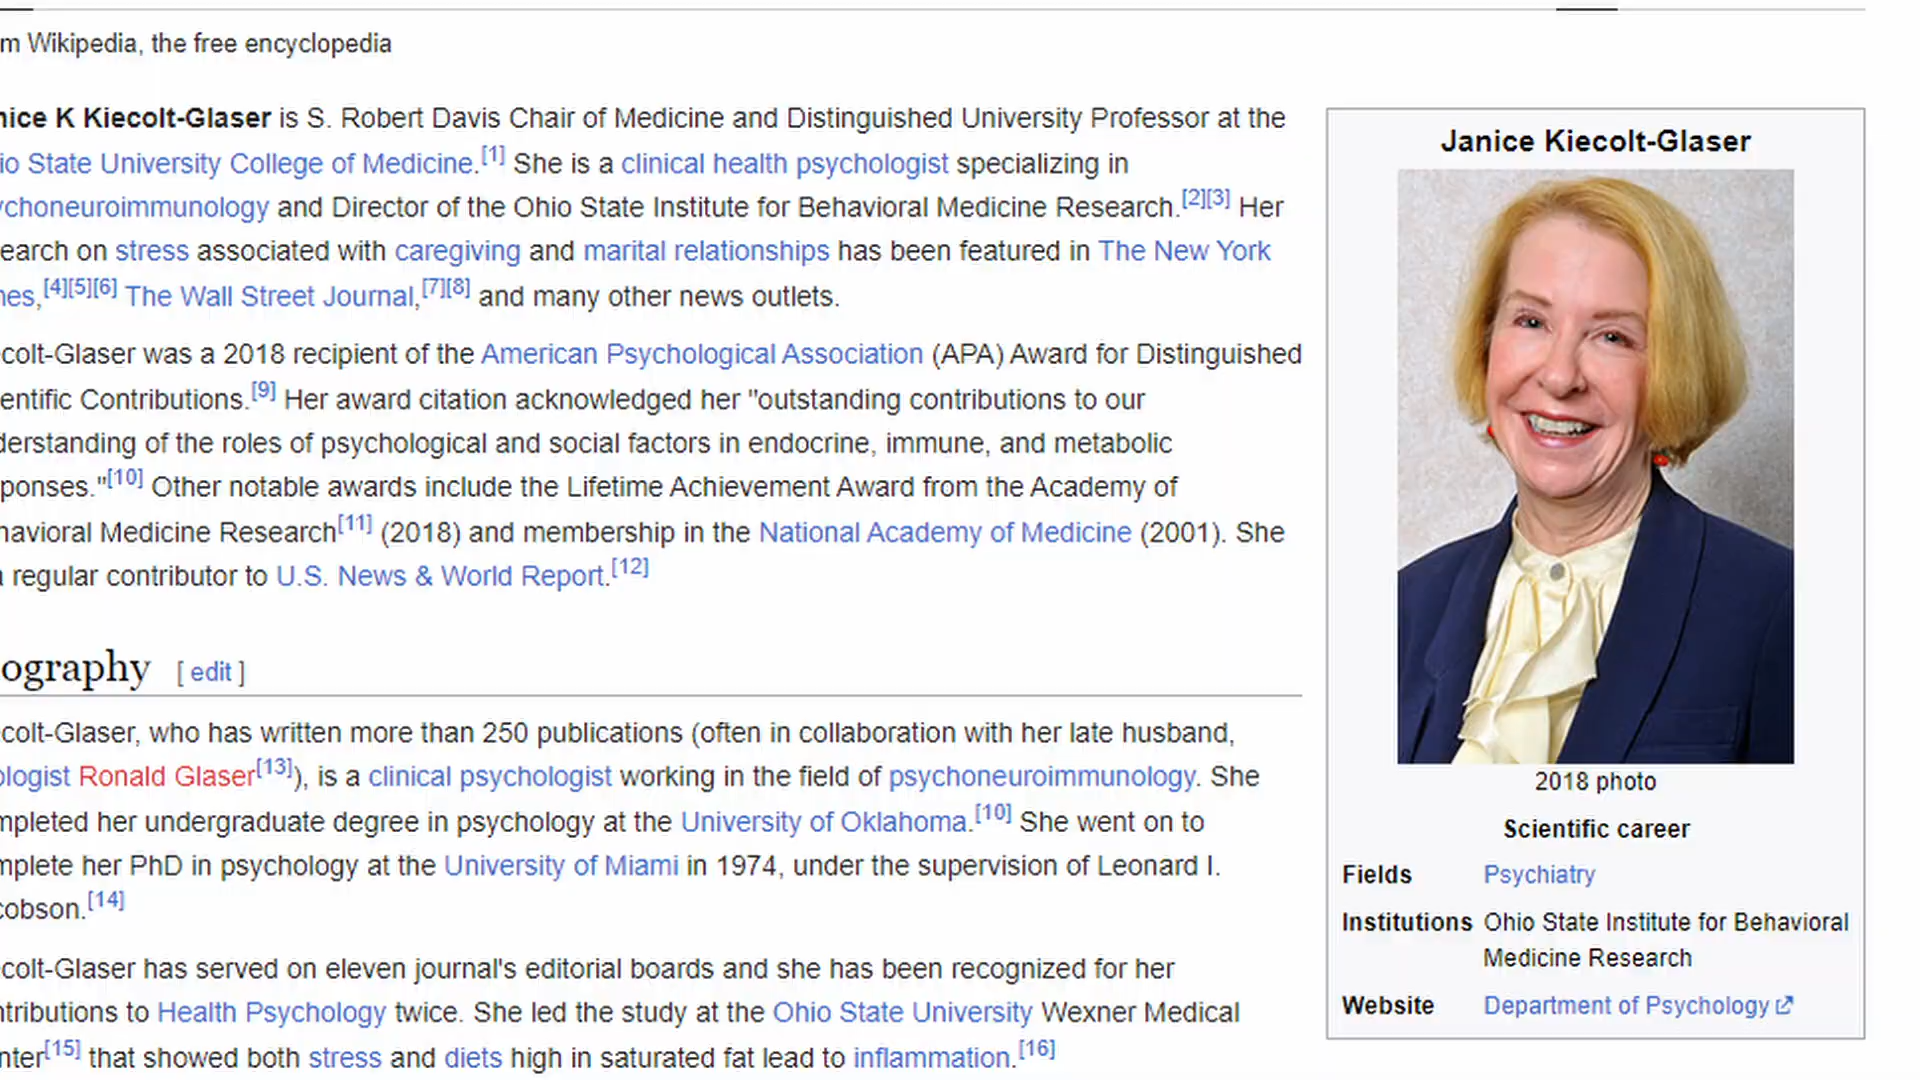 m Wikipedia, the free encyclopedia
nice K Kiecolt-Glaser is S. Robert Davis Chair of Medicine and Distinguished University Professor at the
io State University College of Medicine.[1] She is a clinical health psychologist specializing in
ychoneuroimmunology and Director of the Ohio State Institute for Behavioral Medicine Research.[2][3] Her
earch on stress associated with caregiving and marital relationships has been featured in The New York
nes,[4][5][6] The Wall Street Journal,[7][8] and many other news outlets.
colt-Glaser was a 2018 recipient of the American Psychological Association (APA) Award for Distinguished
entific Contributions.[9] Her award citation acknowledged her "outstanding contributions to our
derstanding of the roles of psychological and social factors in endocrine, immune, and metabolic
ponses."[10] Other notable awards include the Lifetime Achievement Award from the Academy of
havioral Medicine Research[11] (2018) and membership in the National Academy of Medicine (2001). She
a regular contributor to U.S. News & World Report.[12]
ography [ edit ]
colt-Glaser, who has written more than 250 publications (often in collaboration with her late husband,
ologist Ronald Glaser[13]), is a clinical psychologist working in the field of psychoneuroimmunology. She
mpleted her undergraduate degree in psychology at the University of Oklahoma.[10] She went on to
mplete her PhD in psychology at the University of Miami in 1974, under the supervision of Leonard I.
cobson.[14]
colt-Glaser has served on eleven journal's editorial boards and she has been recognized for her
ntributions to Health Psychology twice. She led the study at the Ohio State University Wexner Medical
nter[15] that showed both stress and diets high in saturated fat lead to inflammation.[16]
Janice Kiecolt-Glaser
2018 photo
Scientific career
Fields Psychiatry
Institutions Ohio State Institute for Behavioral
Medicine Research
Website Department of Psychology